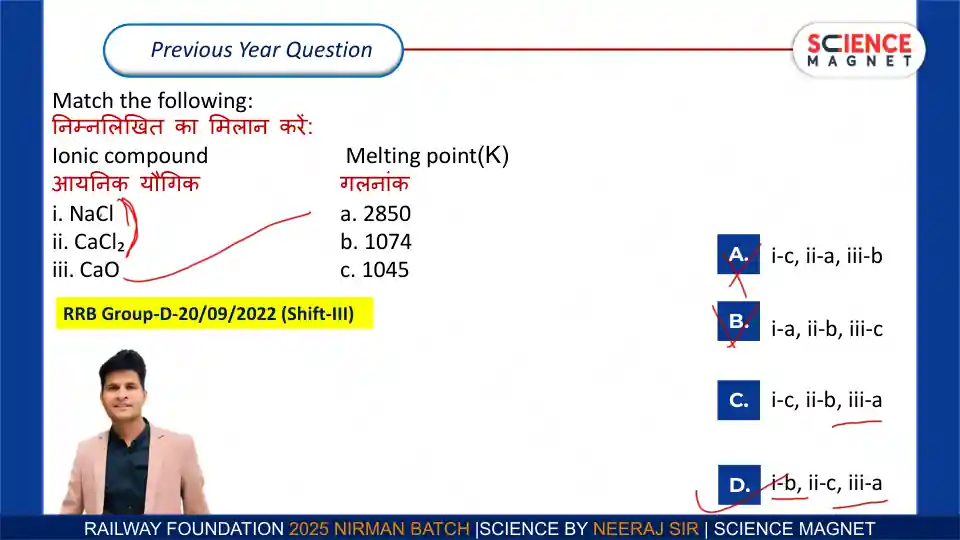 Previous Year Question
SCIENCE
MAGNET
Match the following:
निम्नलिखित का मिलान करें:
Ionic compound Melting point(K)
आयनिक यौगिक गलनांक
i. NaCl a. 2850
ii. CaCl₂ b. 1074
iii. CaO c. 1045
RRB Group-D-20/09/2022 (Shift-III)
A. i-c, ii-a, iii-b
B. i-a, ii-b, iii-c
C. i-c, ii-b, iii-a
D. i-b, ii-c, iii-a
RAILWAY FOUNDATION 2025 NIRMAN BATCH |SCIENCE BY NEERAJ SIR | SCIENCE MAGNET